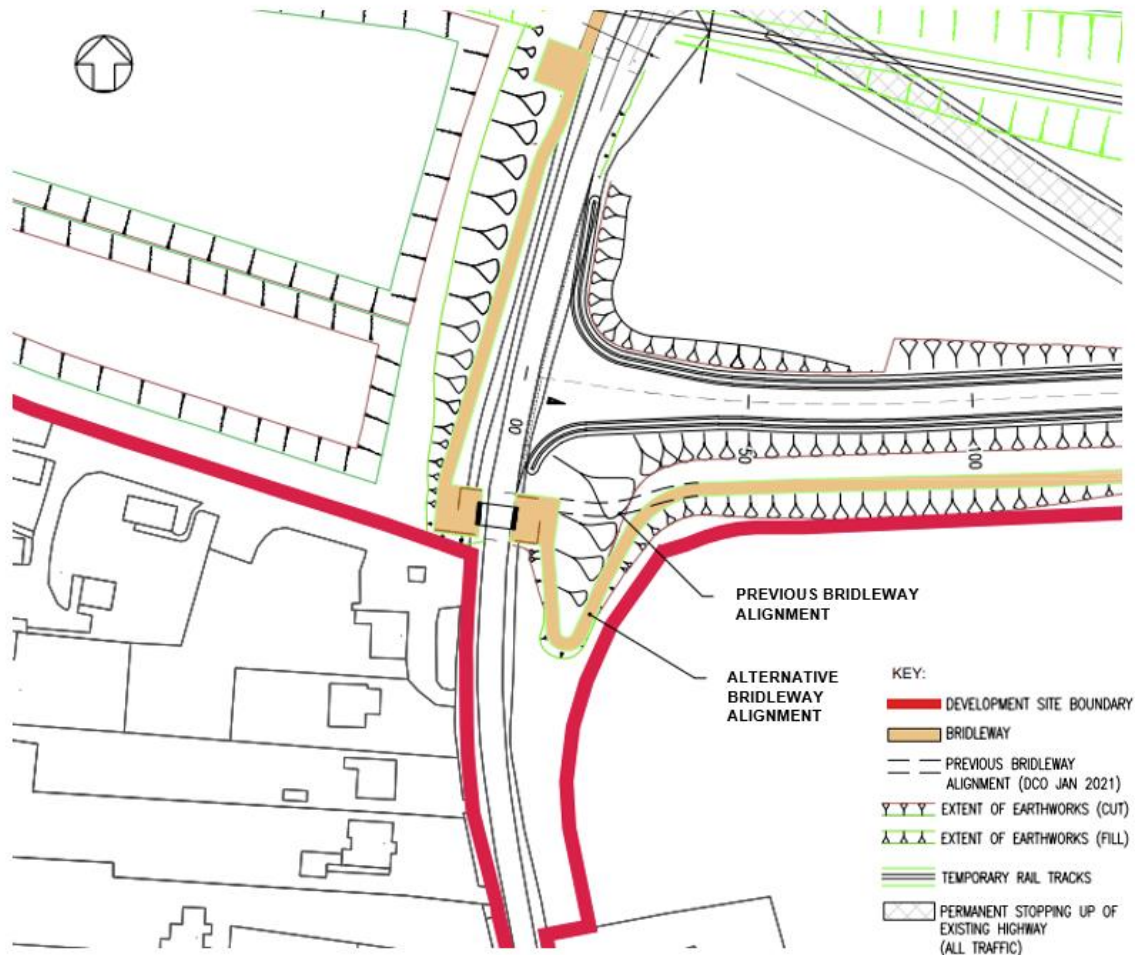 00
50
100
PREVIOUS BRIDLEWAY
ALIGNMENT
ALTERNATIVE
BRIDLEWAY
ALIGNMENT
KEY:
DEVELOPMENT SITE BOUNDARY
BRIDLEWAY
PREVIOUS BRIDLEWAY
ALIGNMENT (DCO JAN 2021)
EXTENT OF EARTHWORKS (CUT)
EXTENT OF EARTHWORKS (FILL)
TEMPORARY RAIL TRACKS
PERMANENT STOPPING UP OF
EXISTING HIGHWAY
(ALL TRAFFIC)